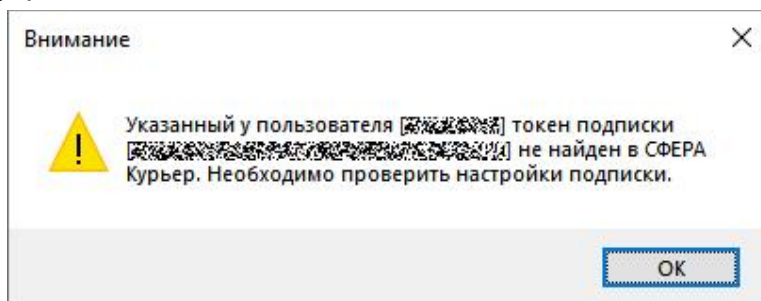 Внимание
Указанный у пользователя [] токен подписки
[] не найден в СФЕРА
Курьер. Необходимо проверить настройки подписки.
OK